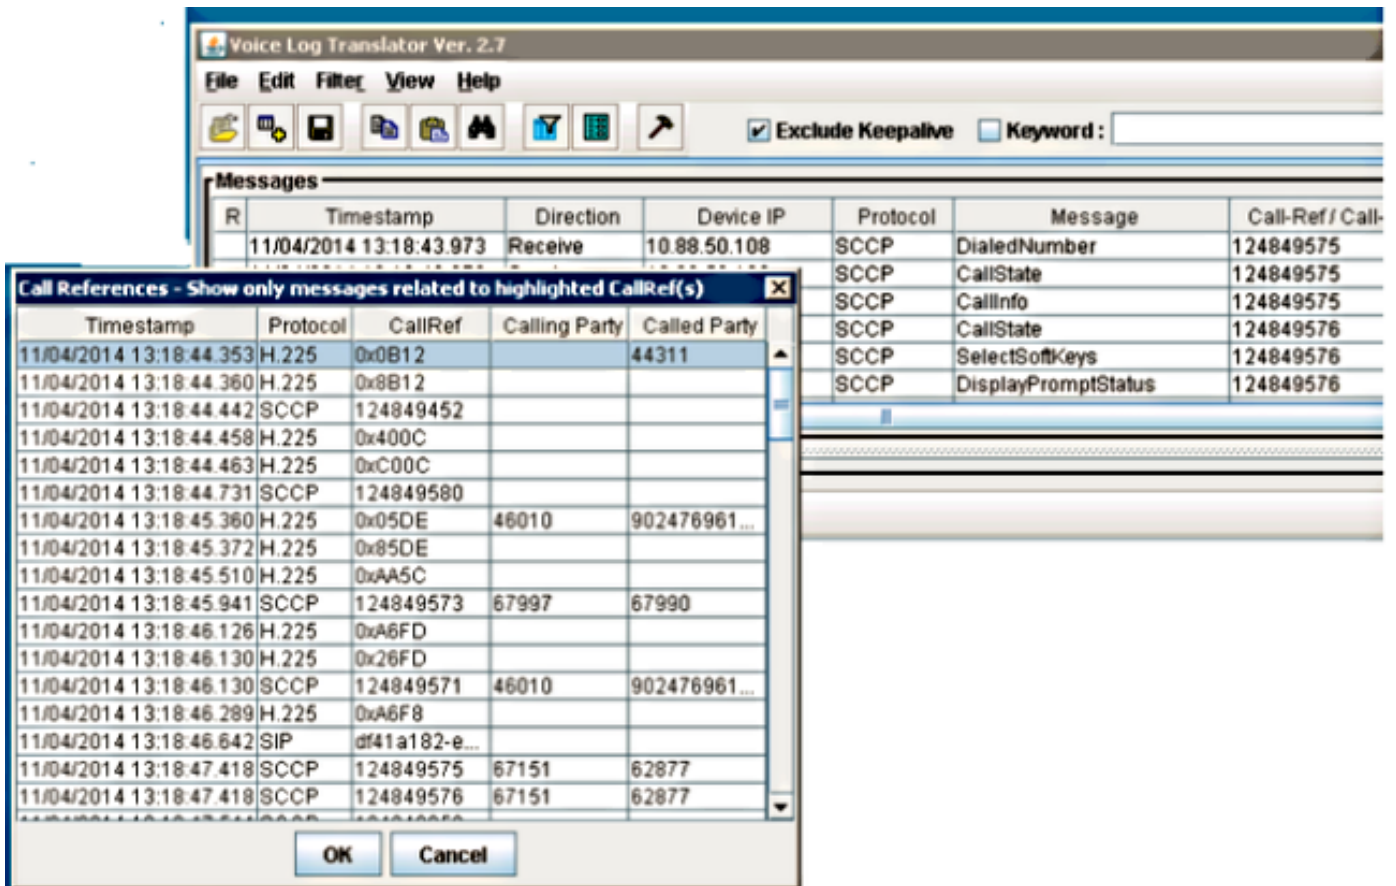 Voice Log Translator Ver. 2.7
File Edit Filter View Help
Exclude Keepalive Keyword :
Messages
R Timestamp Direction Device IP Protocol Message Call-Ref / Call-
11/04/2014 13:18:43.973 Receive 10.88.50.108 SCCP DialedNumber 124849575
SCCP CallState 124849575
SCCP CallInfo 124849575
SCCP CallState 124849576
SCCP SelectSoftKeys 124849576
SCCP DisplayPromptStatus 124849576
Call References - Show only messages related to highlighted CallRef(s)
Timestamp Protocol CallRef Calling Party Called Party
11/04/2014 13:18:44.353 H.225 0x0B12 44311
11/04/2014 13:18:44.360 H.225 0x8B12
11/04/2014 13:18:44.442 SCCP 124849452
11/04/2014 13:18:44.458 H.225 0x400C
11/04/2014 13:18:44.463 H.225 0xC00C
11/04/2014 13:18:44.731 SCCP 124849580
11/04/2014 13:18:45.360 H.225 0x05DE 46010 902476961...
11/04/2014 13:18:45.372 H.225 0x85DE
11/04/2014 13:18:45.510 H.225 0xAA5C
11/04/2014 13:18:45.941 SCCP 124849573 67997 67990
11/04/2014 13:18:46.126 H.225 0xA6FD
11/04/2014 13:18:46.130 H.225 0x26FD
11/04/2014 13:18:46.130 SCCP 124849571 46010 902476961...
11/04/2014 13:18:46.289 H.225 0xA6F8
11/04/2014 13:18:46.642 SIP df41a182-e...
11/04/2014 13:18:47.418 SCCP 124849575 67151 62877
11/04/2014 13:18:47.418 SCCP 124849576 67151 62877
OK Cancel